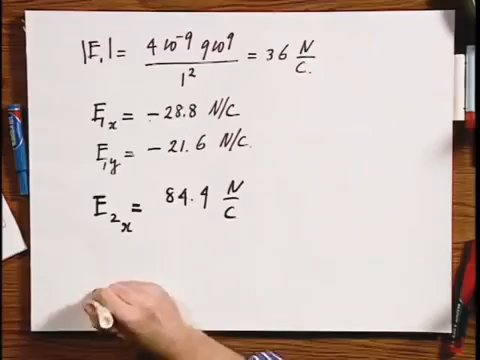 |E₁| = 4 10⁻⁹ 9 10⁹ / 1² = 36 N/C.
E₁x = -28.8 N/C
E₁y = -21.6 N/C.
E₂x = 84.4 N/C